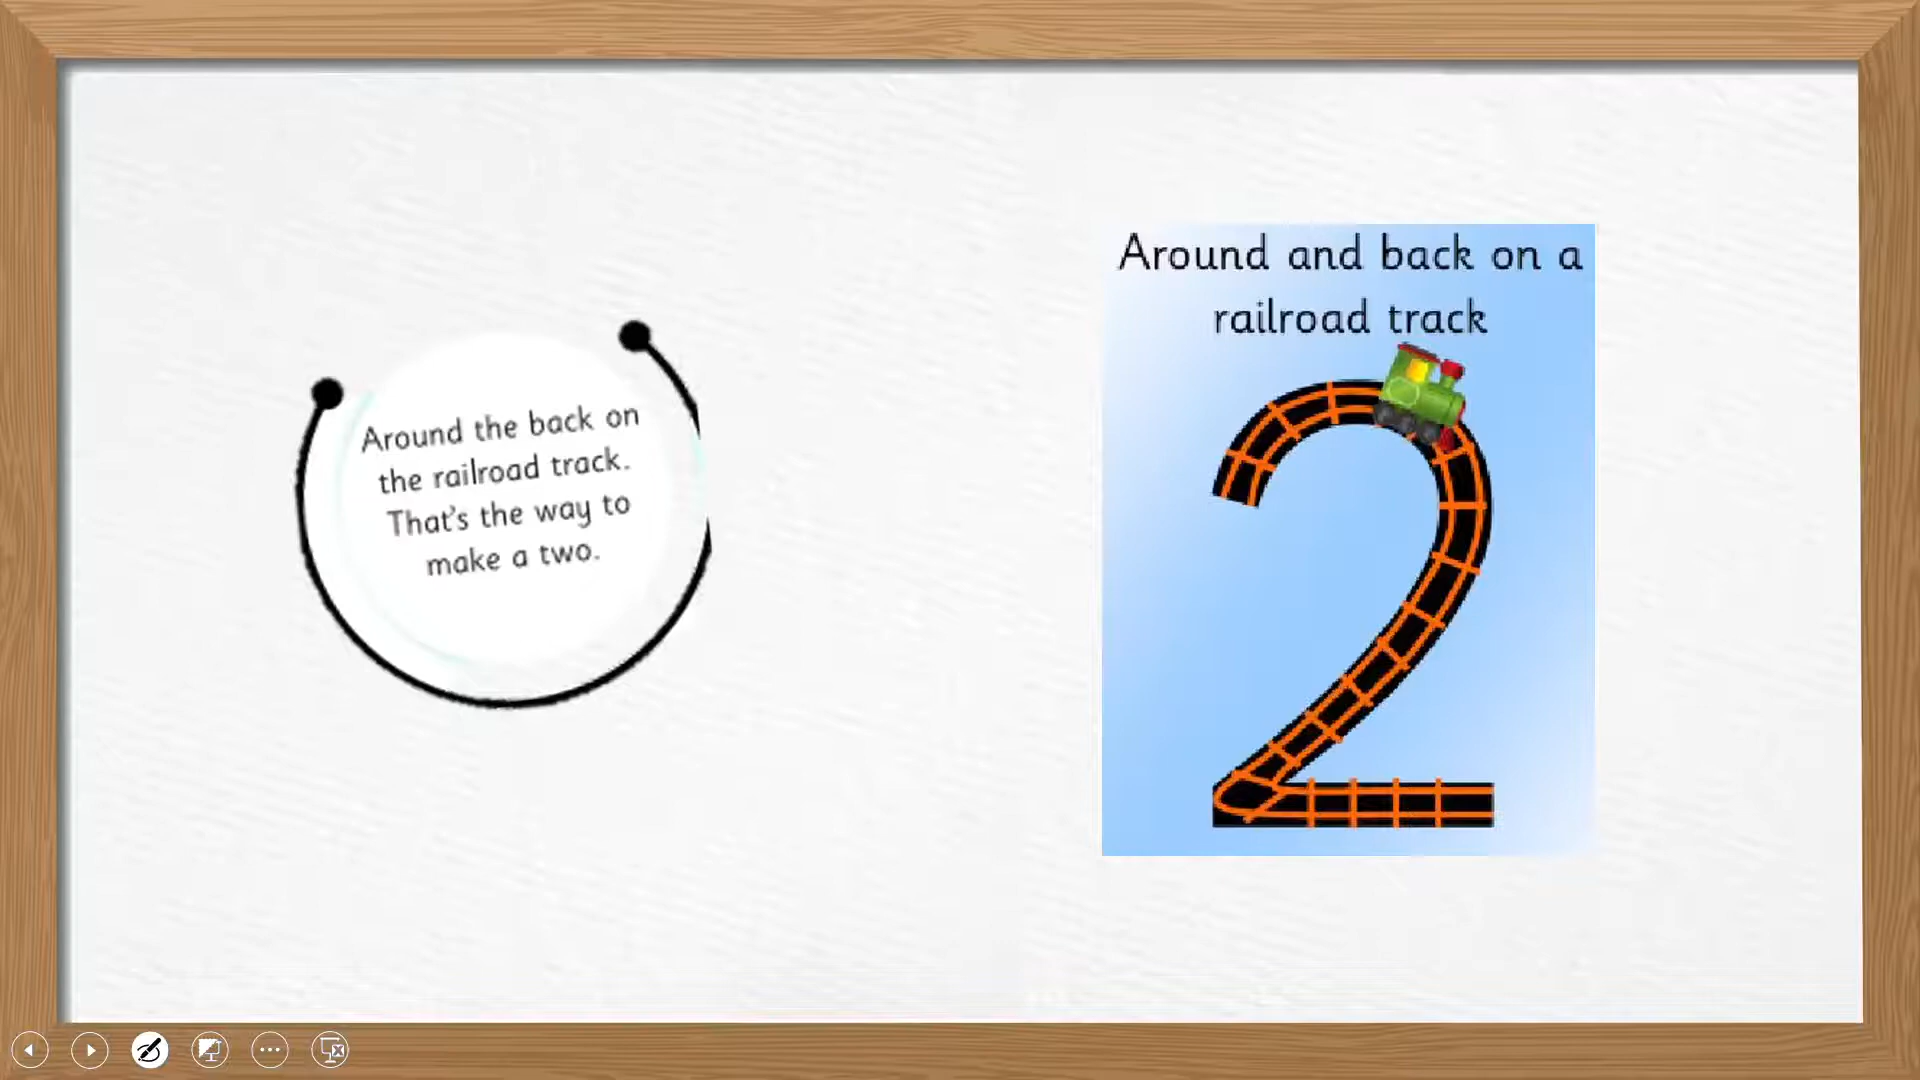 Around the back on
the railroad track.
That's the way to
make a two.
Around and back on a
railroad track
2